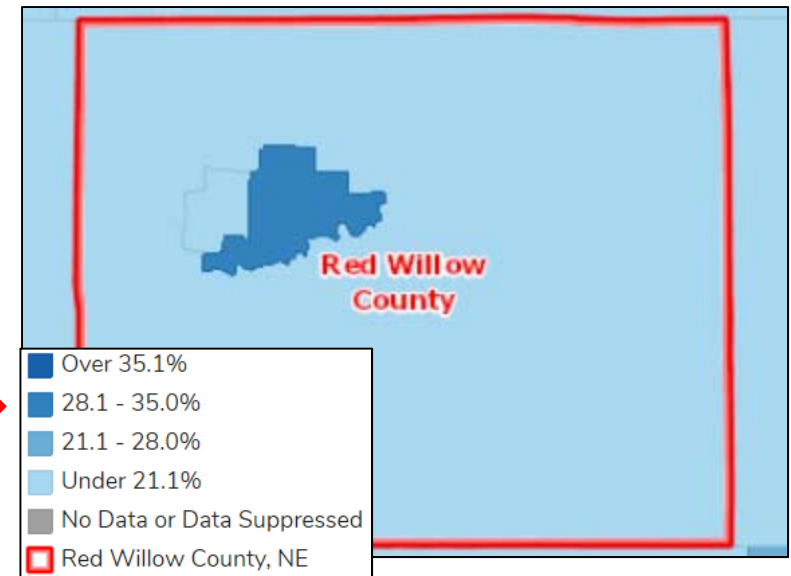 Red Willow
County
Over 35.1%
28.1 - 35.0%
21.1 - 28.0%
Under 21.1%
No Data or Data Suppressed
Red Willow County, NE